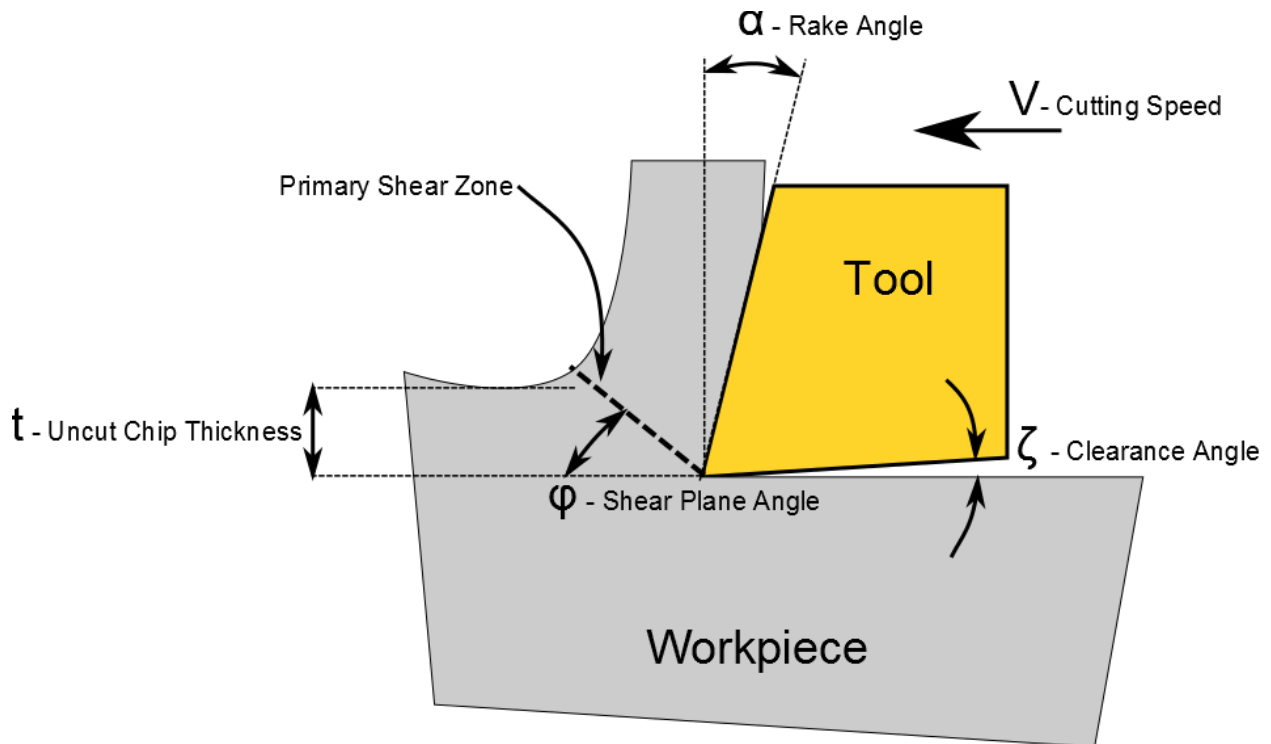 α - Rake Angle
V - Cutting Speed
Primary Shear Zone
Tool
t - Uncut Chip Thickness
ζ - Clearance Angle
φ - Shear Plane Angle
Workpiece